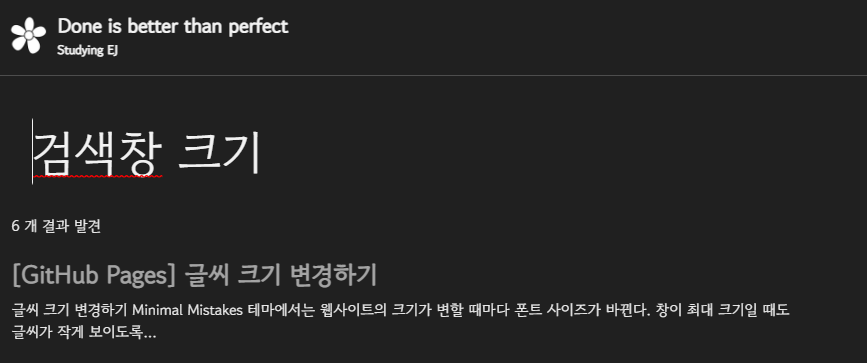 Done is better than perfect
Studying EJ
검색창 크기
6 개 결과 발견
[GitHub Pages] 글씨 크기 변경하기
글씨 크기 변경하기 Minimal Mistakes 테마에서는 웹사이트의 크기가 변할 때마다 폰트 사이즈가 바뀐다. 창이 최대 크기일 때도
글씨가 작게 보이도록...